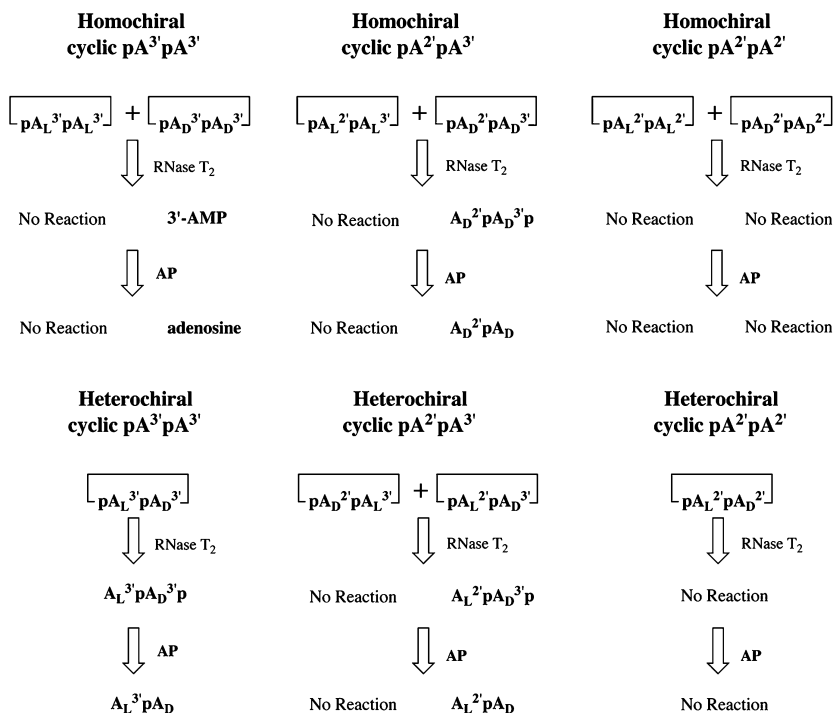 Homochiral
cyclic pA3'pA3'
Homochiral
cyclic pA2'pA3'
Homochiral
cyclic pA2'pA2'
pAL3'pAL3' + pAD3'pAD3'
pAL2'pAL3' + pAD2'pAD3'
pAL2'pAL2' + pAD2'pAD2'
RNase T2
RNase T2
RNase T2
No Reaction 3'-AMP
No Reaction AD2'pAD3'p
No Reaction No Reaction
AP
AP
AP
No Reaction adenosine
No Reaction AD2'pAD
No Reaction No Reaction
Heterochiral
cyclic pA3'pA3'
Heterochiral
cyclic pA2'pA3'
Heterochiral
cyclic pA2'pA2'
pAL3'pAD3'
pAD2'pAL3' + pAL2'pAD3'
pAL2'pAD2'
RNase T2
RNase T2
RNase T2
AL3'pAD3'p
No Reaction AL2'pAD3'p
No Reaction
AP
AP
AP
AL3'pAD
No Reaction AL2'pAD
No Reaction